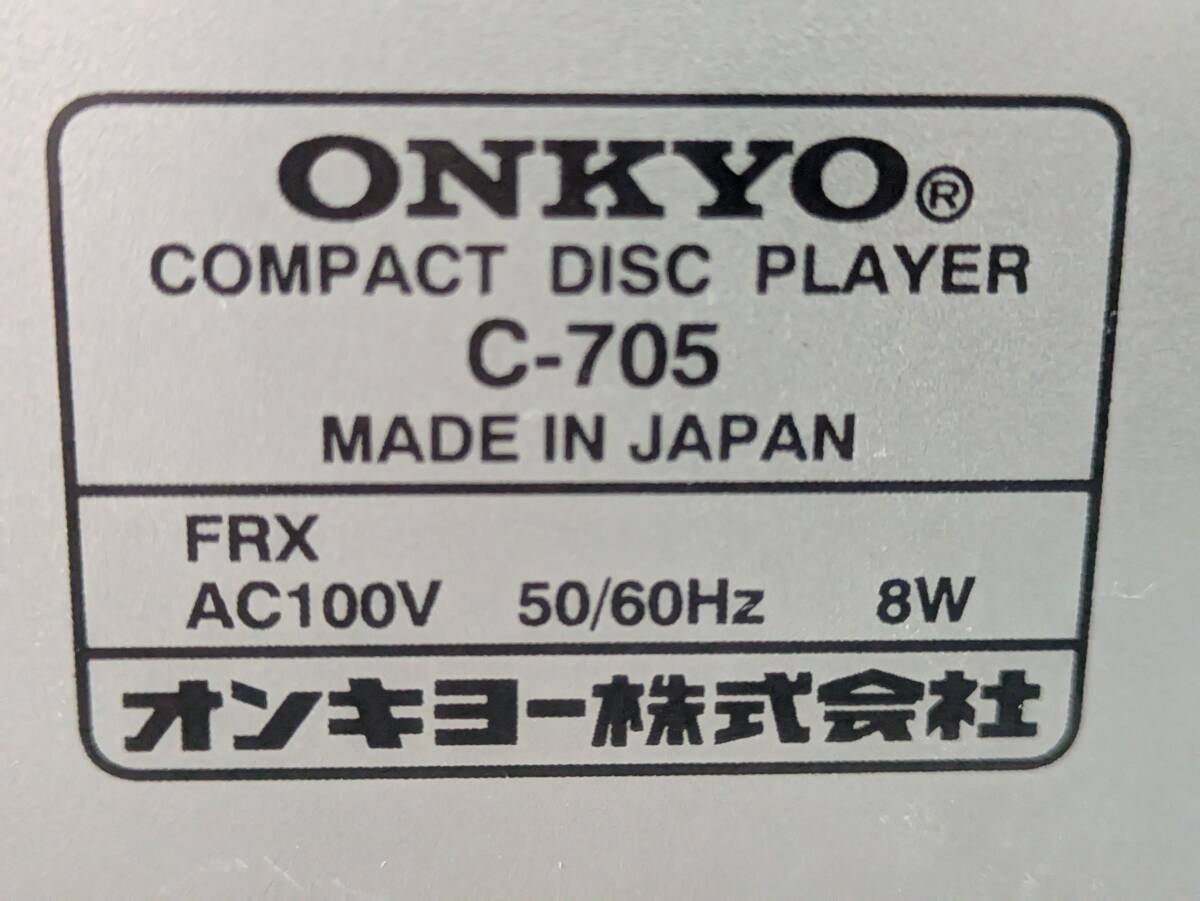 ONKYO®
COMPACT DISC PLAYER
C-705
MADE IN JAPAN
FRX
AC100V 50/60Hz 8W
オンキヨー株式会社